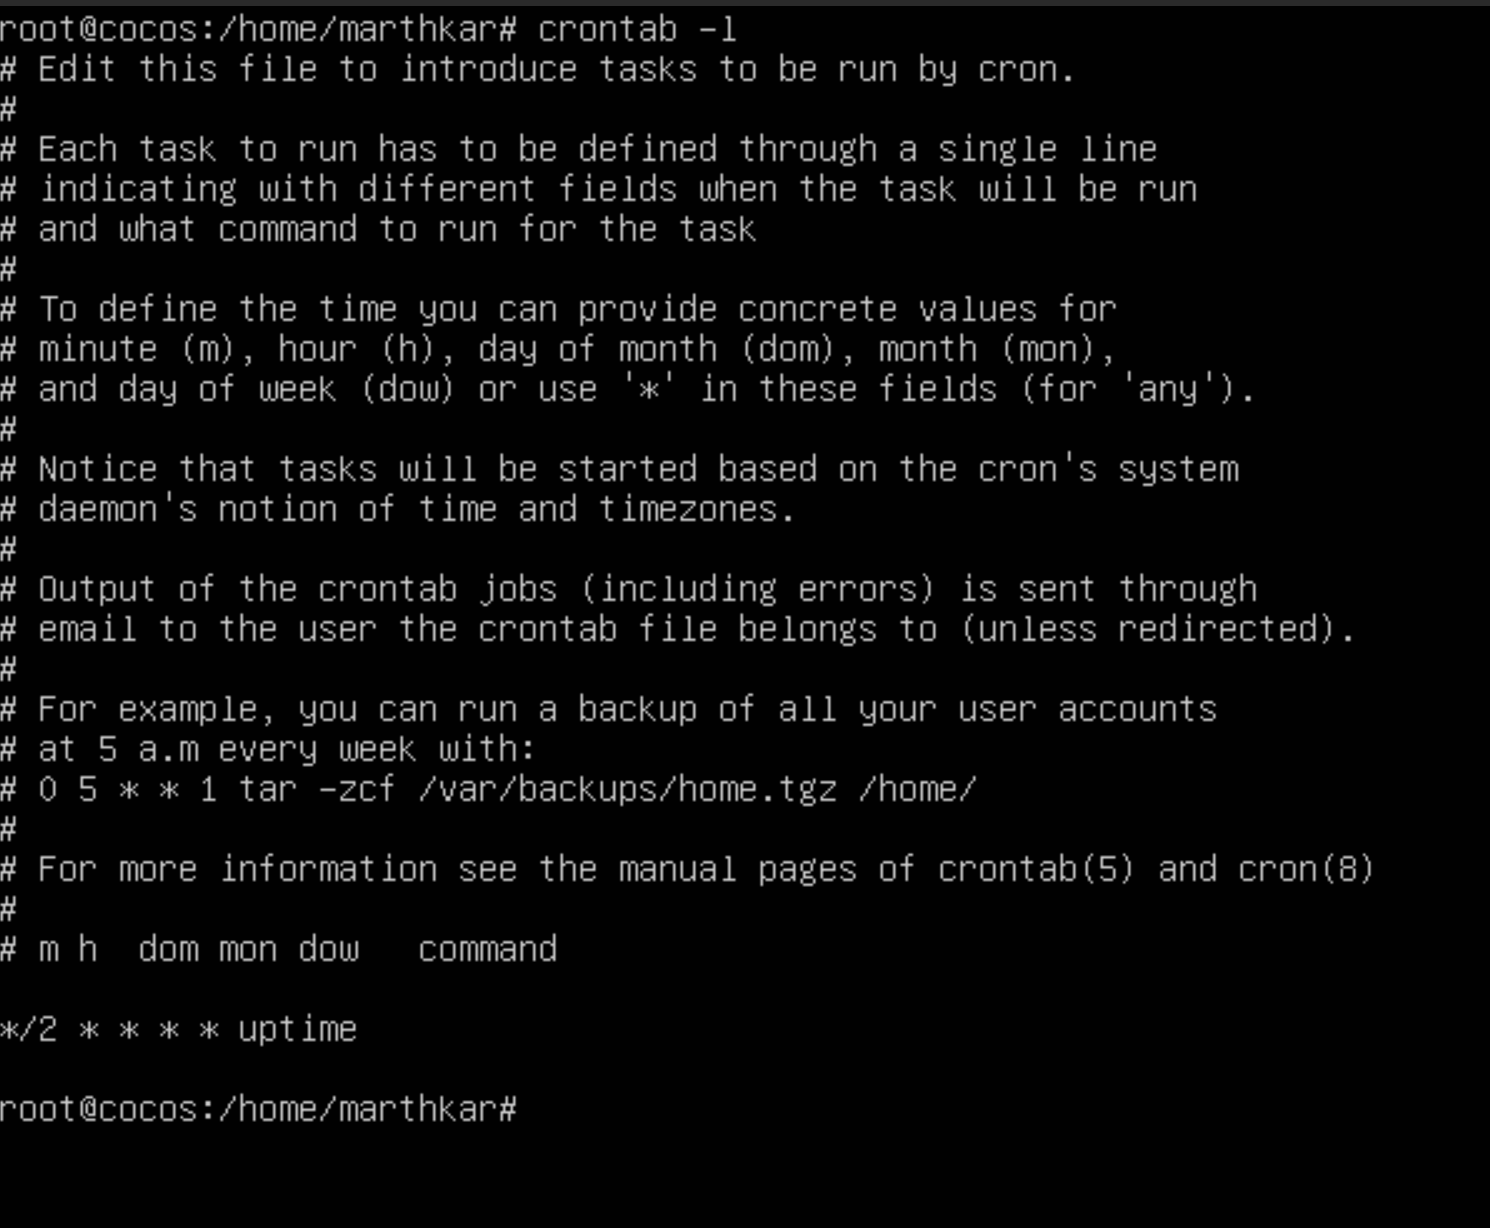 root@cocos:/home/marthkar# crontab -l
# Edit this file to introduce tasks to be run by cron.
#
# Each task to run has to be defined through a single line
# indicating with different fields when the task will be run
# and what command to run for the task
#
# To define the time you can provide concrete values for
# minute (m), hour (h), day of month (dom), month (mon),
# and day of week (dow) or use '*' in these fields (for 'any').
#
# Notice that tasks will be started based on the cron's system
# daemon's notion of time and timezones.
#
# Output of the crontab jobs (including errors) is sent through
# email to the user the crontab file belongs to (unless redirected).
#
# For example, you can run a backup of all your user accounts
# at 5 a.m every week with:
# 0 5 * * 1 tar -zcf /var/backups/home.tgz /home/
#
# For more information see the manual pages of crontab(5) and cron(8)
#
# m h  dom mon dow   command
*/2 * * * * uptime
root@cocos:/home/marthkar#